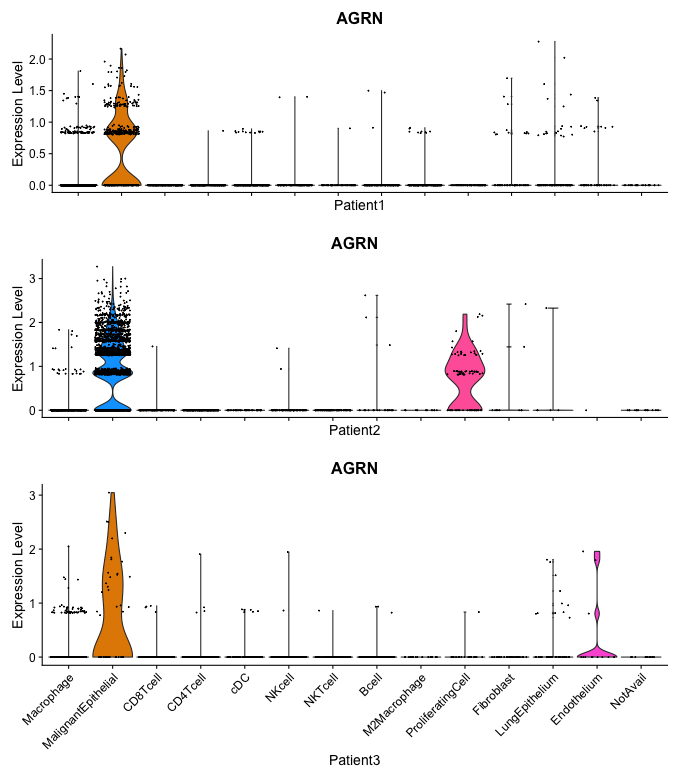 AGRN
Expression Level
2.0
1.5
1.0
0.5
0.0
Patient1
AGRN
Expression Level
3
2
1
0
Patient2
AGRN
Expression Level
3
2
1
0
Macrophage
MalignantEpithelial
CD8Tcell
CD4Tcell
cDC
NKcell
NKTcell
Bcell
M2Macrophage
ProliferatingCell
Fibroblast
LungEpithelium
Endothelium
NotAvail
Patient3